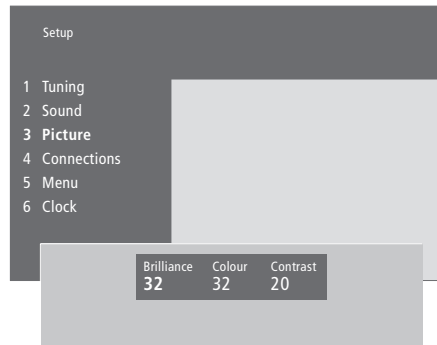 Setup
1 Tuning
2 Sound
3 Picture
4 Connections
5 Menu
6 Clock
Brilliance Colour Contrast
32 32 20